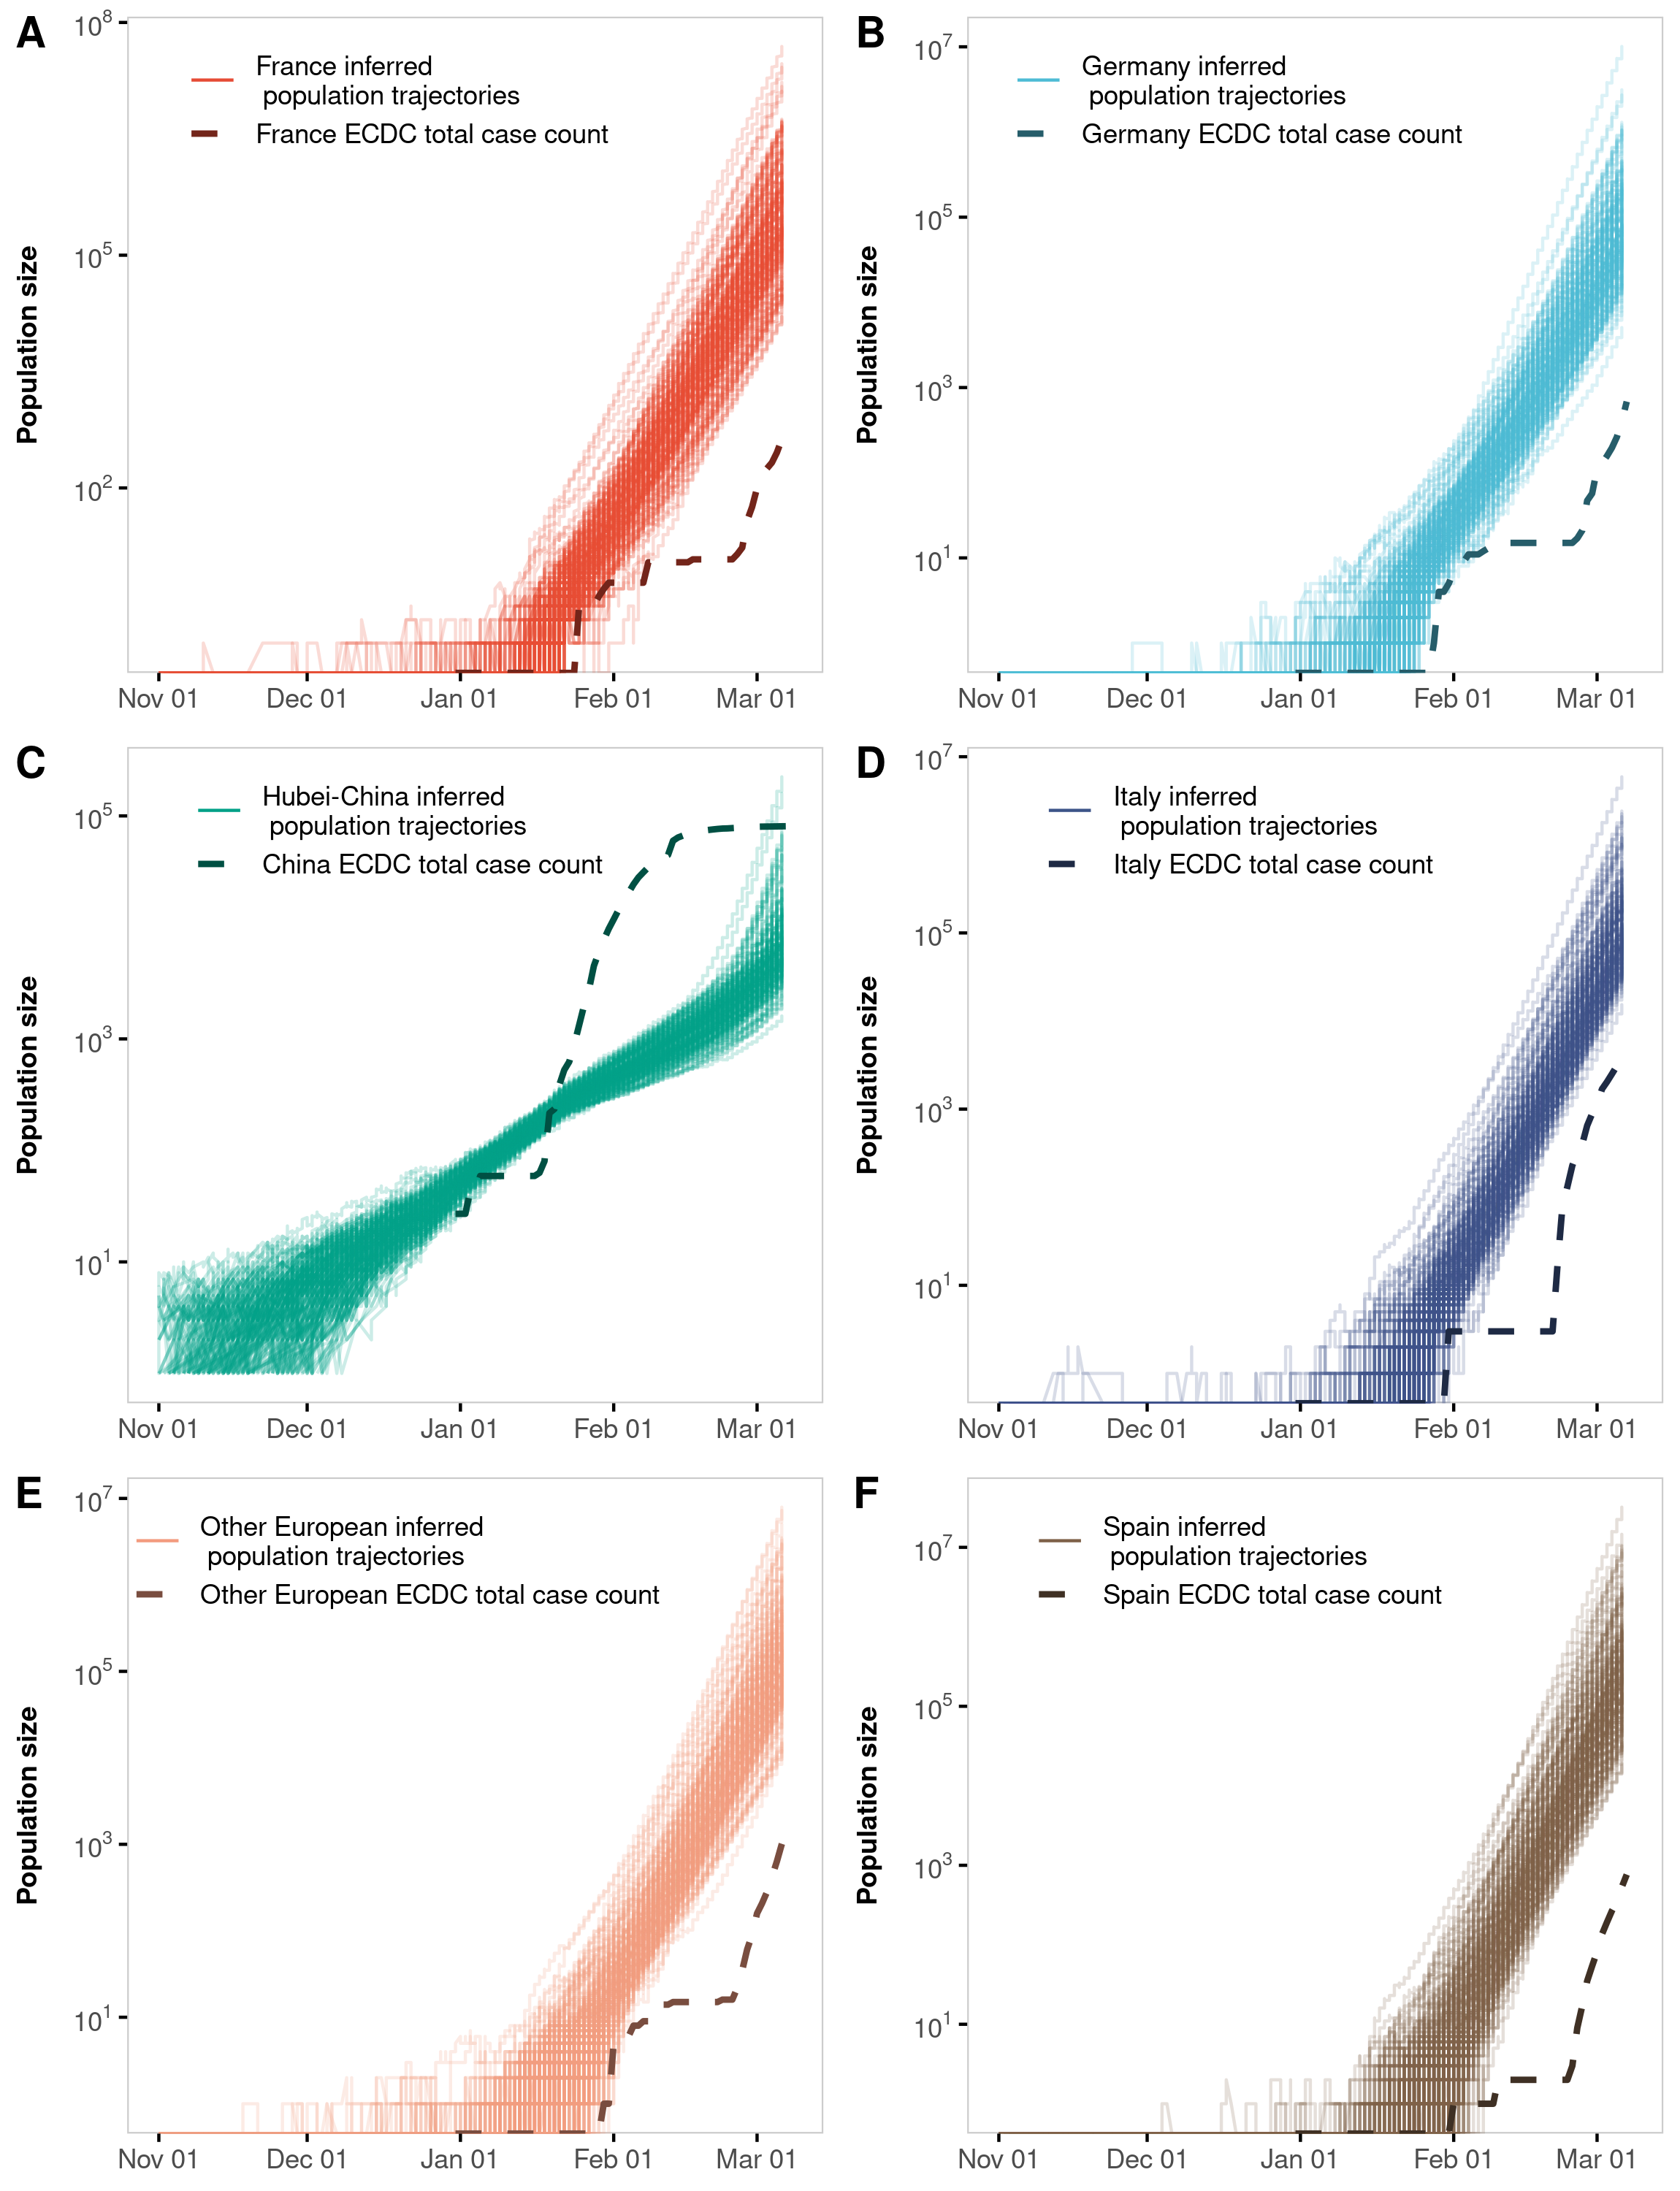 A
10^8
10^5
10^2
Population size
France inferred
population trajectories
France ECDC total case count
Nov 01 Dec 01 Jan 01 Feb 01 Mar 01
B
10^7
10^5
10^3
10^1
Population size
Germany inferred
population trajectories
Germany ECDC total case count
Nov 01 Dec 01 Jan 01 Feb 01 Mar 01
C
10^5
10^3
10^1
Population size
Hubei-China inferred
population trajectories
China ECDC total case count
Nov 01 Dec 01 Jan 01 Feb 01 Mar 01
D
10^7
10^5
10^3
10^1
Population size
Italy inferred
population trajectories
Italy ECDC total case count
Nov 01 Dec 01 Jan 01 Feb 01 Mar 01
E
10^7
10^5
10^3
10^1
Population size
Other European inferred
population trajectories
Other European ECDC total case count
Nov 01 Dec 01 Jan 01 Feb 01 Mar 01
F
10^7
10^5
10^3
10^1
Population size
Spain inferred
population trajectories
Spain ECDC total case count
Nov 01 Dec 01 Jan 01 Feb 01 Mar 01